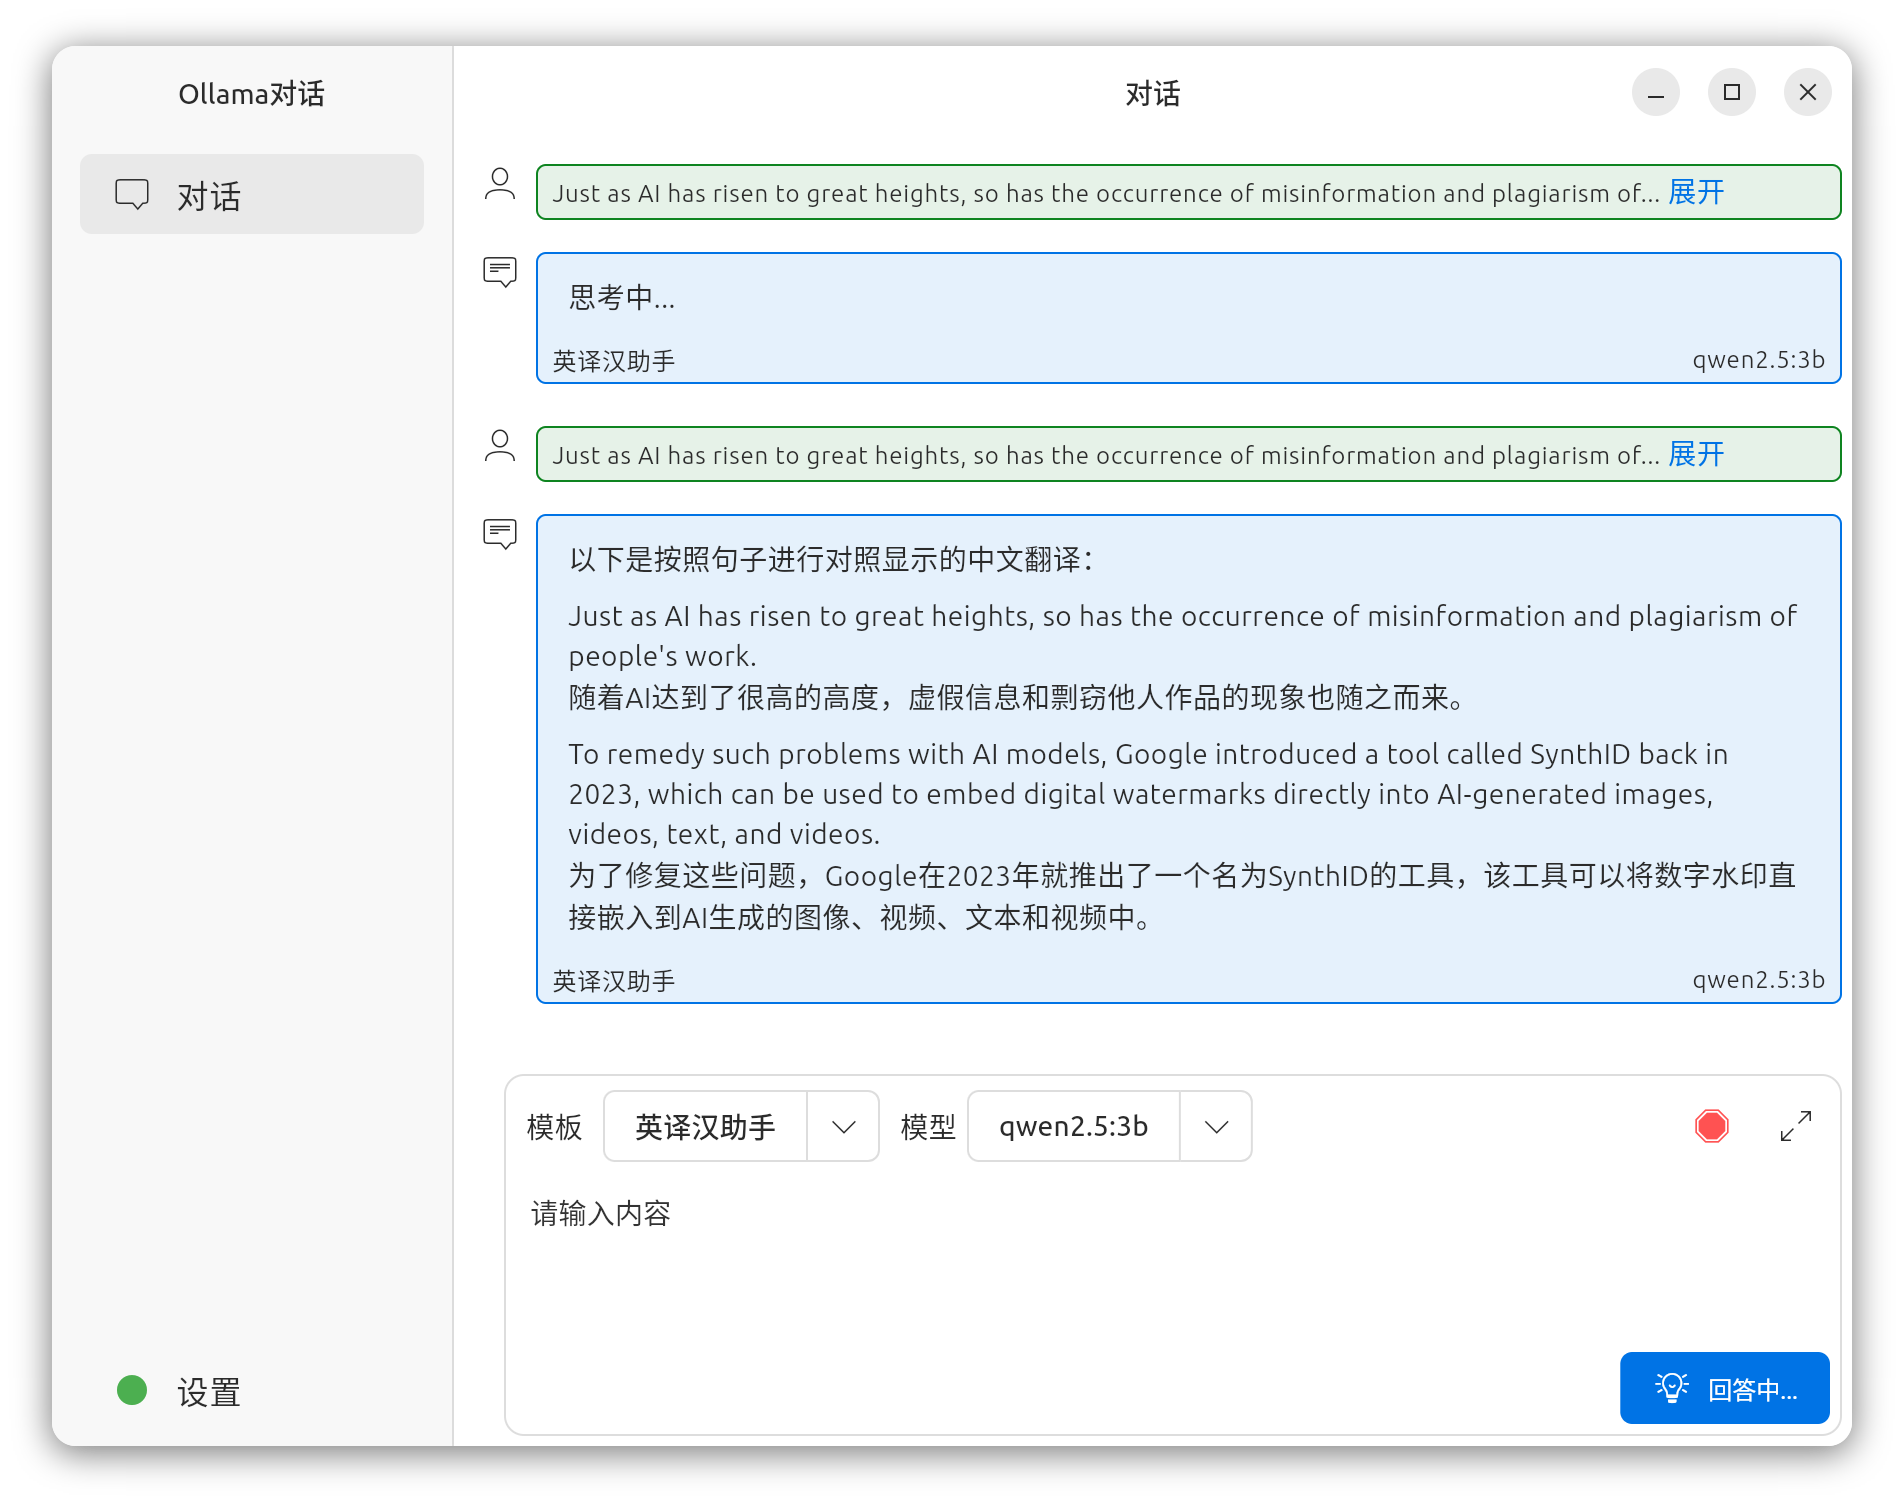 Ollama对话
对话
对话
Just as AI has risen to great heights, so has the occurrence of misinformation and plagiarism of... 展开
思考中...
英译汉助手
qwen2.5:3b
Just as AI has risen to great heights, so has the occurrence of misinformation and plagiarism of... 展开
以下是按照句子进行对照显示的中文翻译：
Just as AI has risen to great heights, so has the occurrence of misinformation and plagiarism of
people's work.
随着AI达到了很高的高度，虚假信息和剽窃他人作品的现象也随之而来。
To remedy such problems with AI models, Google introduced a tool called SynthID back in
2023, which can be used to embed digital watermarks directly into AI-generated images,
videos, text, and videos.
为了修复这些问题，Google在2023年就推出了一个名为SynthID的工具，该工具可以将数字水印直
接嵌入到AI生成的图像、视频、文本和视频中。
英译汉助手
qwen2.5:3b
模板
英译汉助手
模型
qwen2.5:3b
请输入内容
回答中...
设置